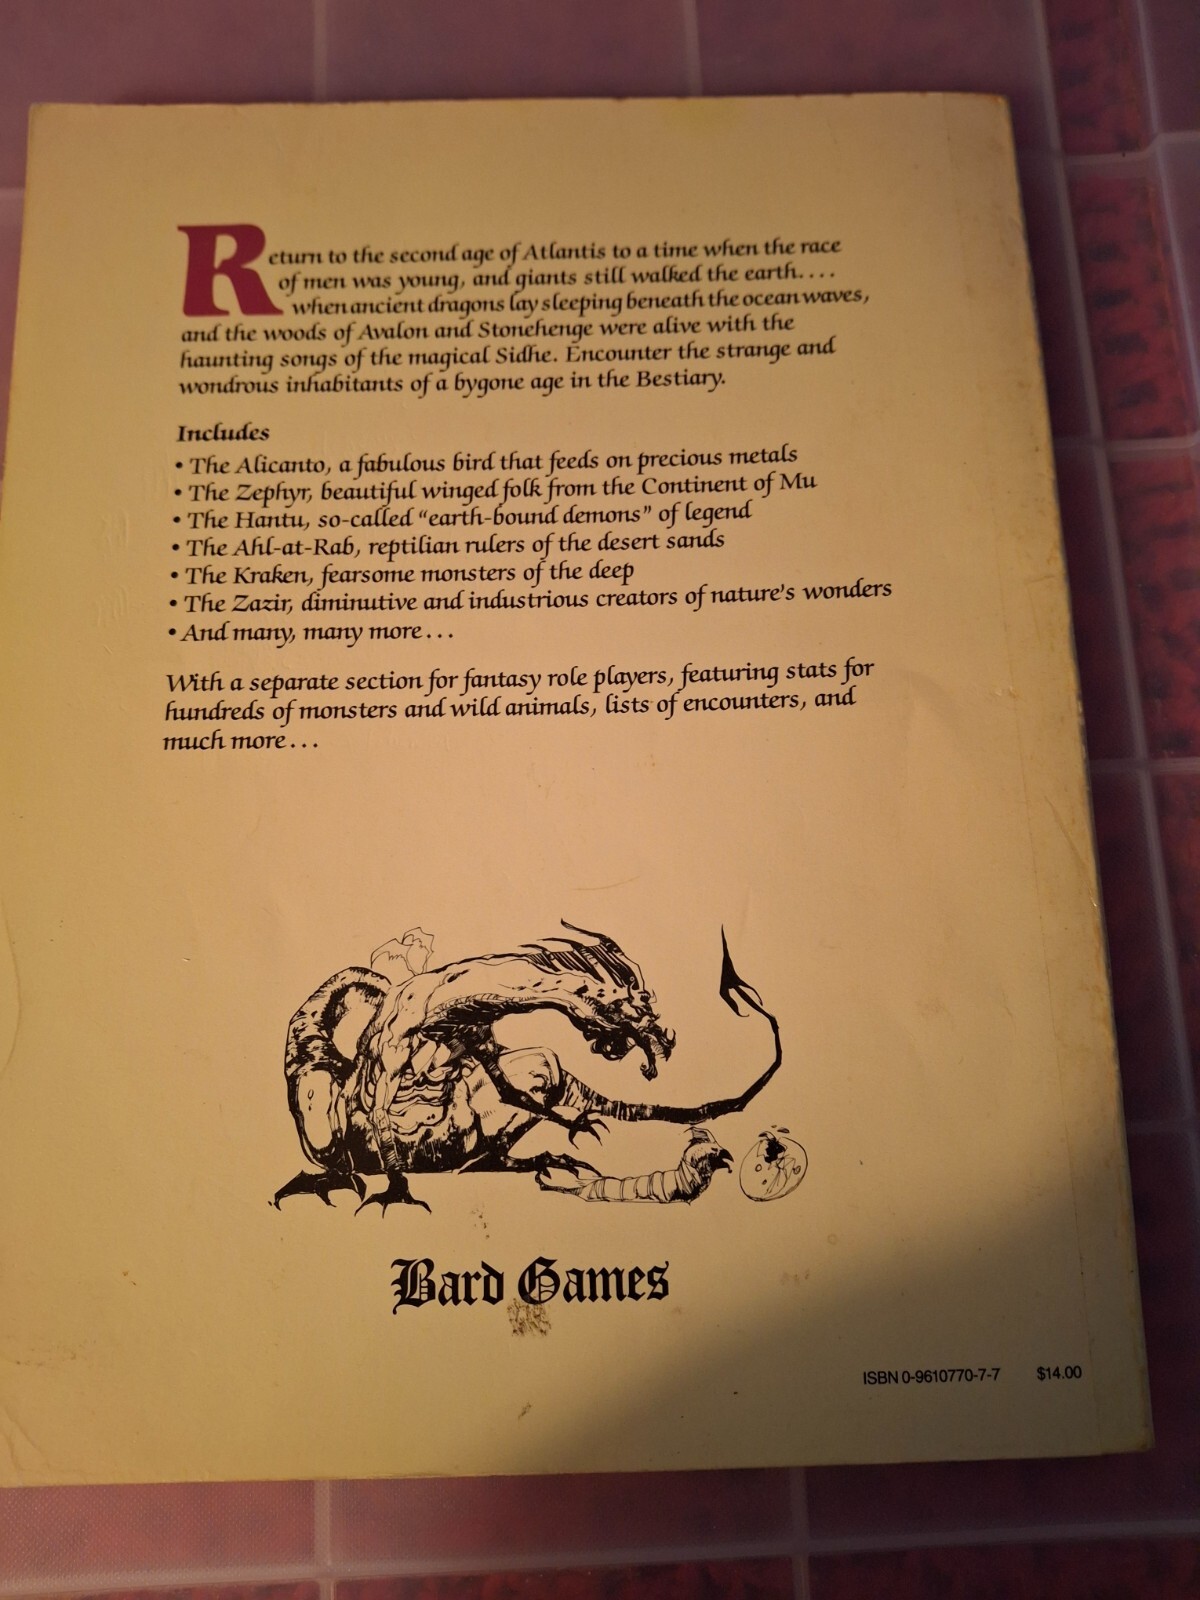 Return to the second age of Atlantis to a time when the race
of men was young, and giants still walked the earth....
when ancient dragons lay sleeping beneath the ocean waves,
and the woods of Avalon and Stonehenge were alive with the
haunting songs of the magical Sidhe. Encounter the strange and
wondrous inhabitants of a bygone age in the Bestiary.
Includes
• The Alicanto, a fabulous bird that feeds on precious metals
• The Zephyr, beautiful winged folk from the Continent of Mu
• The Hantu, so-called “earth-bound demons” of legend
• The Ahl-at-Rab, reptilian rulers of the desert sands
• The Kraken, fearsome monsters of the deep
• The Zazir, diminutive and industrious creators of nature's wonders
• And many, many more...
With a separate section for fantasy role players, featuring stats for
hundreds of monsters and wild animals, lists of encounters, and
much more...
Bard Games
ISBN 0-9610770-7-7 $14.00